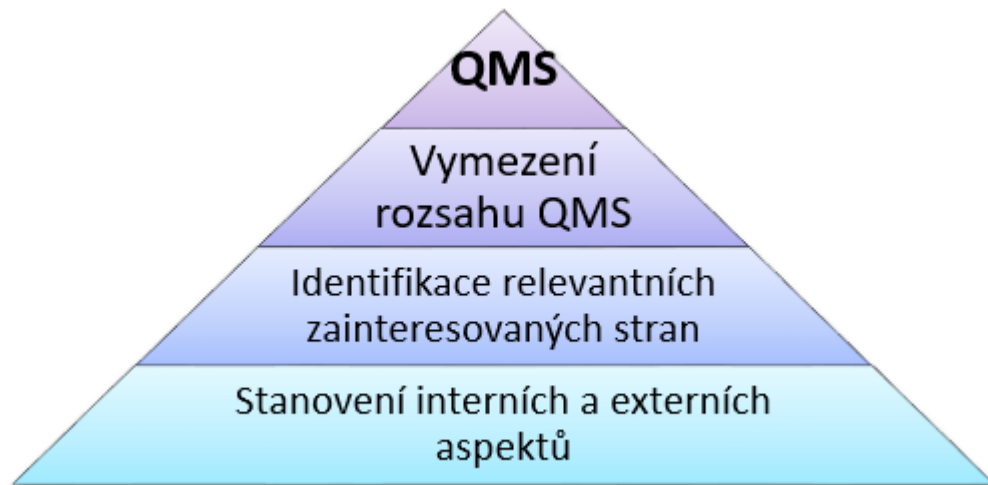 QMS
Vymezení
rozsahu QMS
Identifikace relevantních
zainteresovaných stran
Stanovení interních a externích
aspektů